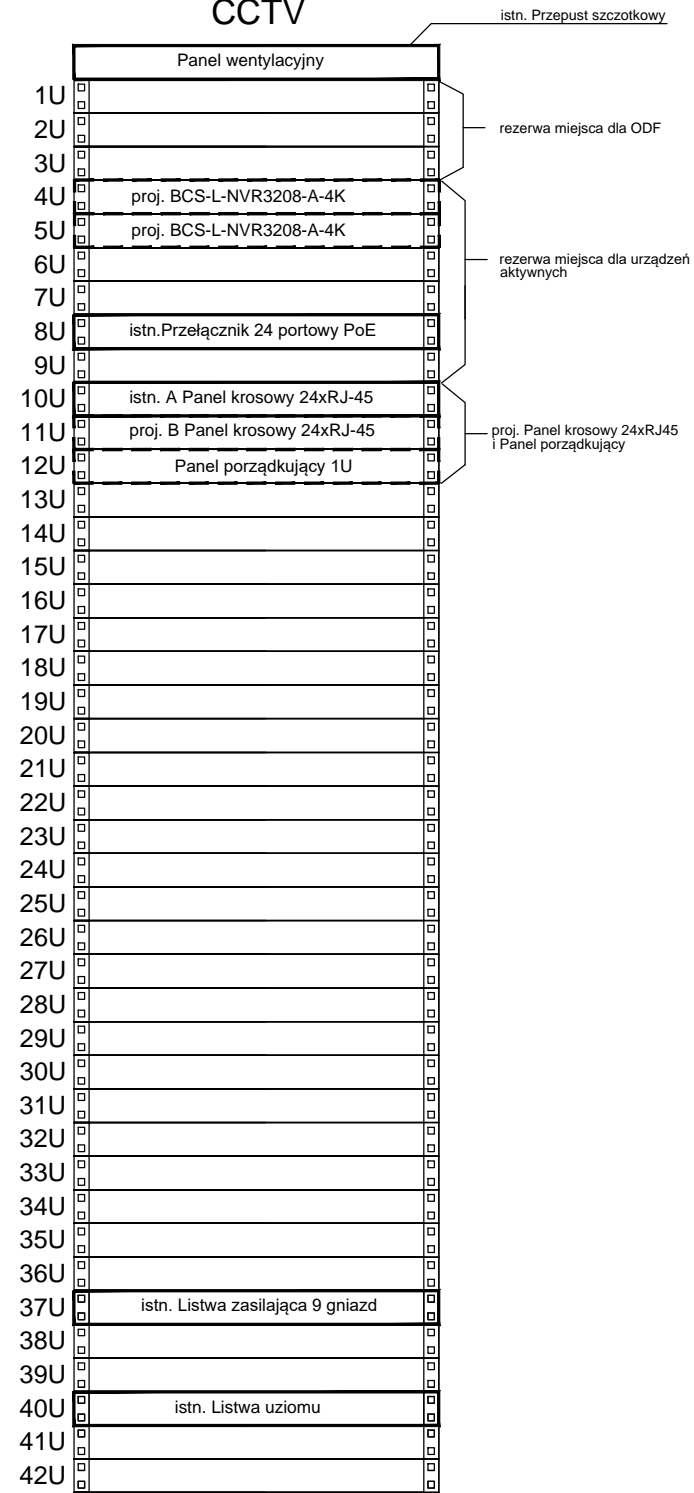 CCTV
istn. Przepust szczotkowy
Panel wentylacyjny
1U
2U
rezerwa miejsca dla ODF
3U
4U proj. BCS-L-NVR3208-A-4K
5U proj. BCS-L-NVR3208-A-4K
6U
rezerwa miejsca dla urządzeń
aktywnych
7U
8U istn.Przełącznik 24 portowy PoE
9U
10U istn. A Panel krosowy 24xRJ-45
11U proj. B Panel krosowy 24xRJ-45
proj. Panel krosowy 24xRJ45
i Panel porządkujący
12U Panel porządkujący 1U
13U
14U
15U
16U
17U
18U
19U
20U
21U
22U
23U
24U
25U
26U
27U
28U
29U
30U
31U
32U
33U
34U
35U
36U
37U istn. Listwa zasilająca 9 gniazd
38U
39U
40U istn. Listwa uziomu
41U
42U